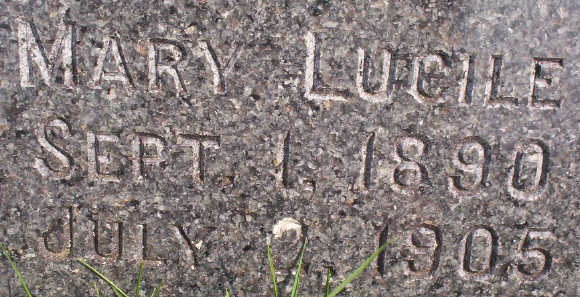 Mary Lucile
Sept. 1, 1890
July 1905